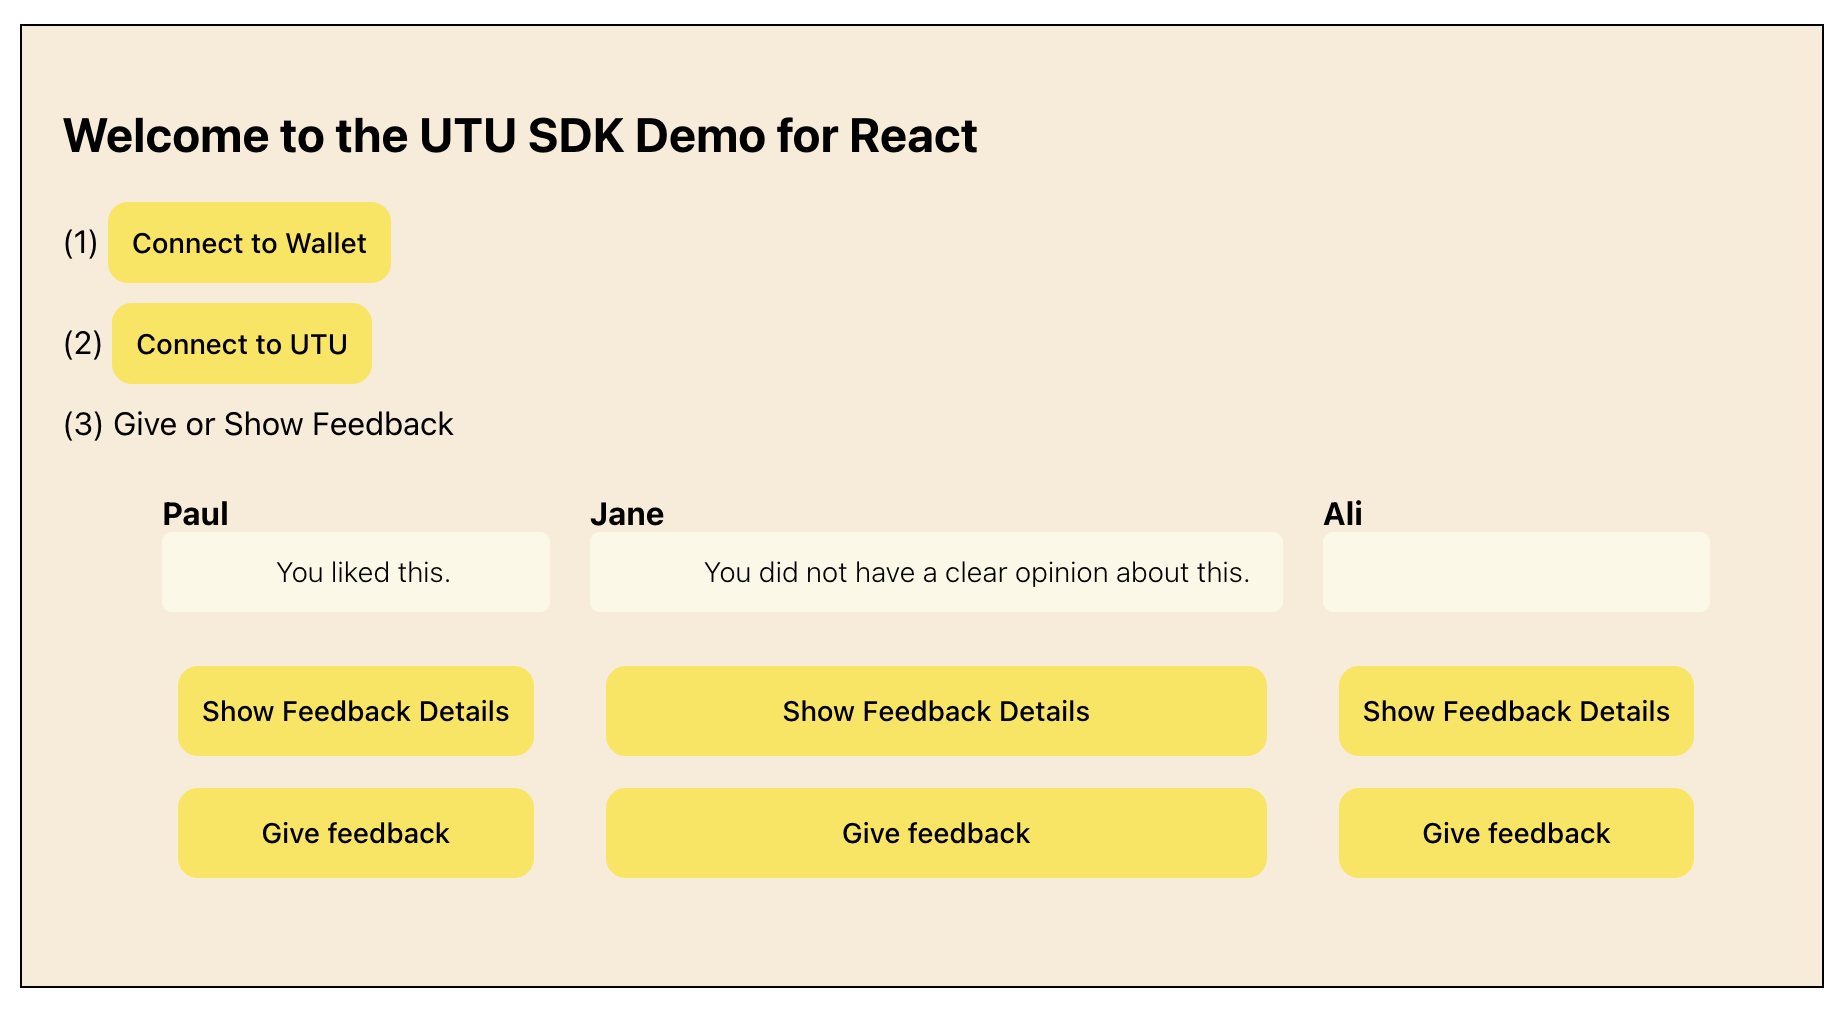 Welcome to the UTU SDK Demo for React
(1) Connect to Wallet
(2) Connect to UTU
(3) Give or Show Feedback
Paul
You liked this.
Show Feedback Details
Give feedback
Jane
You did not have a clear opinion about this.
Show Feedback Details
Give feedback
Ali
Show Feedback Details
Give feedback